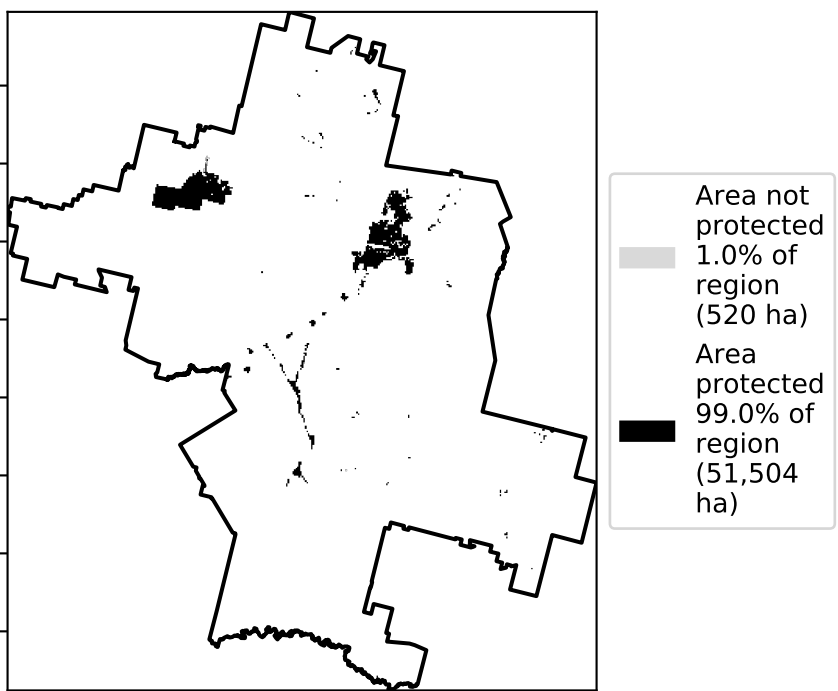 Area not
protected
1.0% of
region
(520 ha)
Area
protected
99.0% of
region
(51,504
ha)